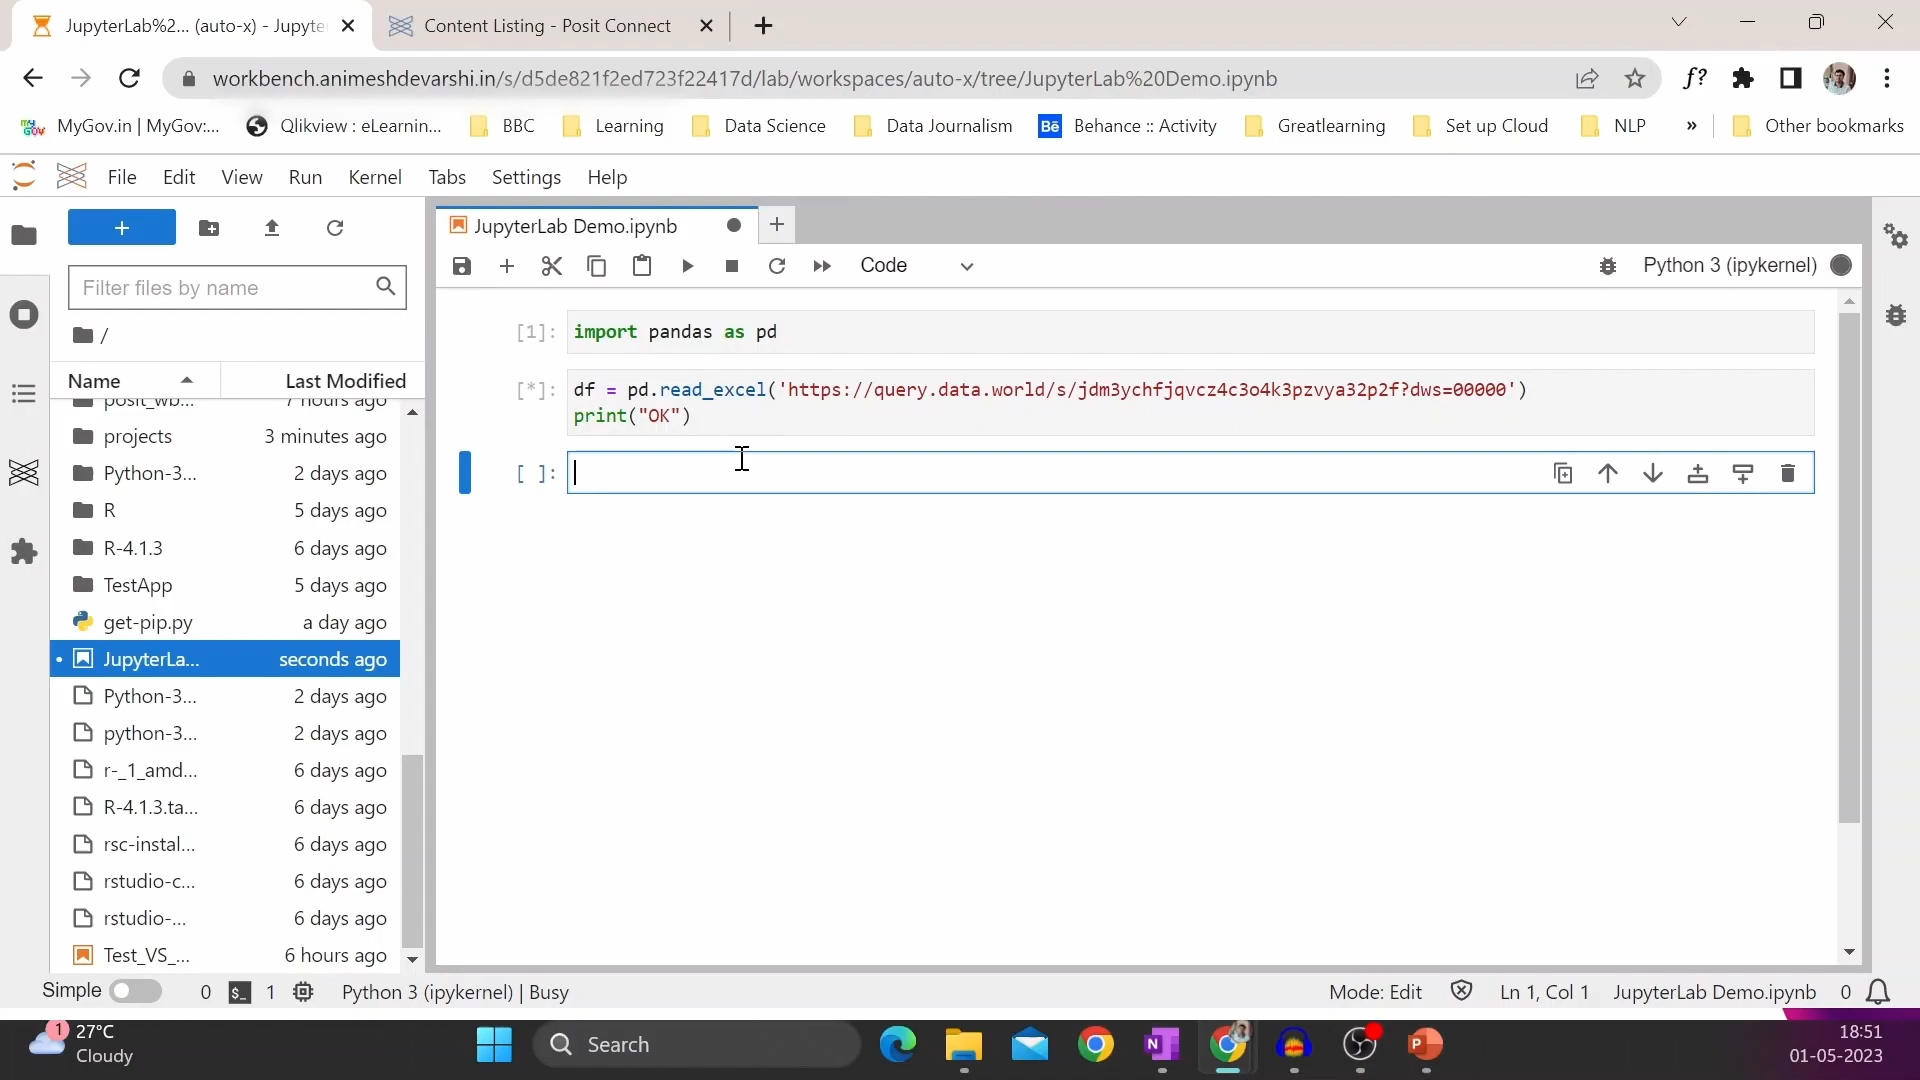 JupyterLab%2... (auto-x) - Jupyte
Content Listing - Posit Connect
workbench.animeshdevarshi.in/s/d5de821f2ed723f22417d/lab/workspaces/auto-x/tree/JupyterLab%20Demo.ipynb
f?
my GOV MyGov.in | MyGov:...
Qlikview : eLearnin...
BBC
Learning
Data Science
Data Journalism
Bē Behance :: Activity
Greatlearning
Set up Cloud
NLP
»
Other bookmarks
File Edit View Run Kernel Tabs Settings Help
Filter files by name
/
Name Last Modified
posit_wb... 7 hours ago
projects 3 minutes ago
Python-3... 2 days ago
R 5 days ago
R-4.1.3 6 days ago
TestApp 5 days ago
get-pip.py a day ago
JupyterLa... seconds ago
Python-3... 2 days ago
python-3... 2 days ago
r-_1_amd... 6 days ago
R-4.1.3.ta... 6 days ago
rsc-instal... 6 days ago
rstudio-c... 6 days ago
rstudio-... 6 days ago
Test_VS_... 6 hours ago
JupyterLab Demo.ipynb
Code
Python 3 (ipykernel)
[1]: import pandas as pd
[*]: df = pd.read_excel('https://query.data.world/s/jdm3ychfjqvcz4c3o4k3pzvya32p2f?dws=00000')
print("OK")
[ ]:
Simple 0 $_ 1 Python 3 (ipykernel) | Busy
Mode: Edit Ln 1, Col 1 JupyterLab Demo.ipynb 0
1 27°C
Cloudy
Search
N
P
18:51
01-05-2023